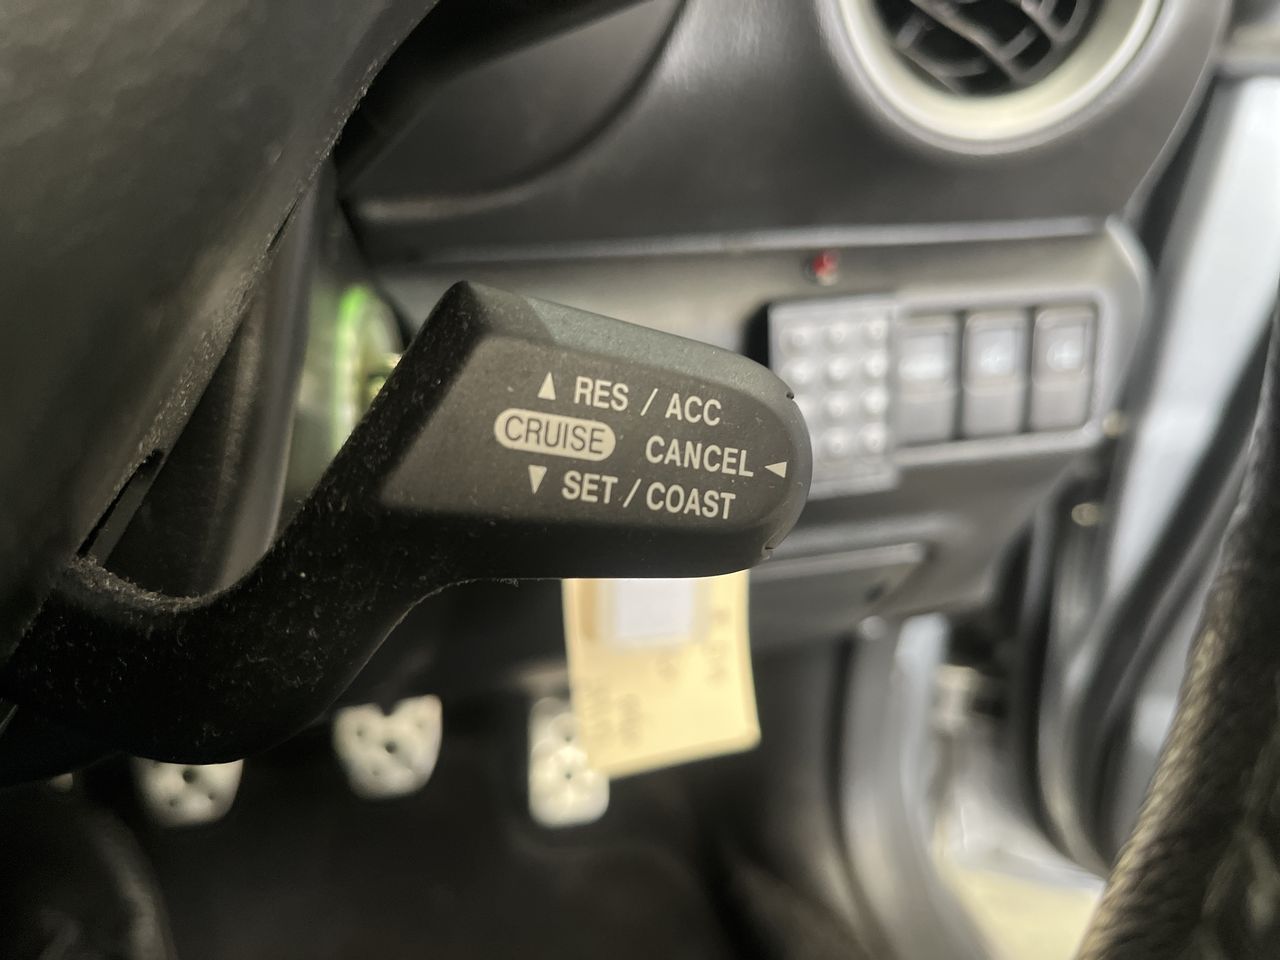 ▲ RES / ACC
CRUISE
CANCEL ◀
▼ SET / COAST